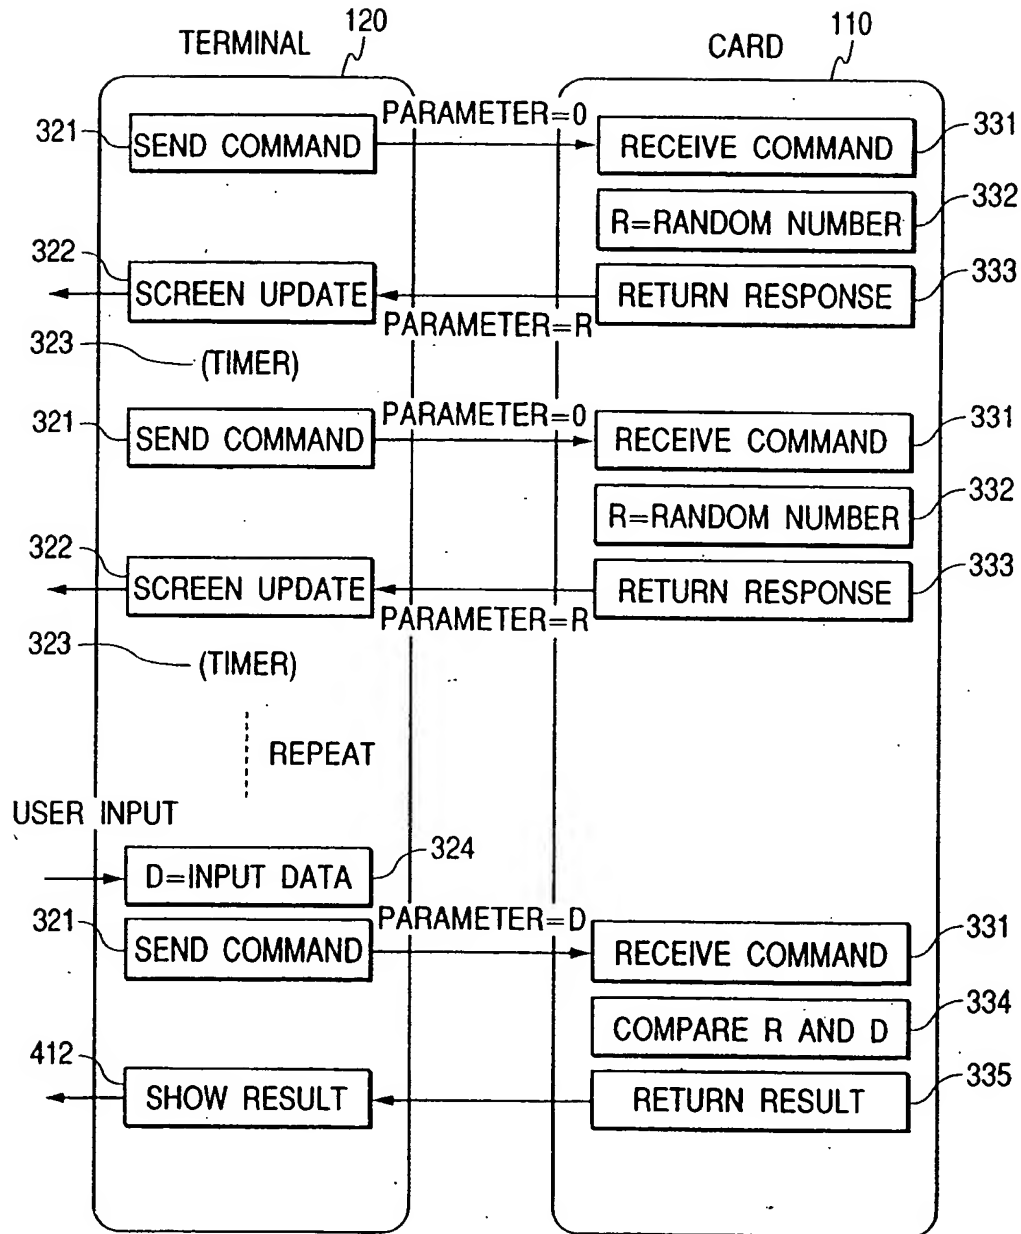 TERMINAL 120 CARD 110
PARAMETER=0
321 SEND COMMAND RECEIVE COMMAND 331
R=RANDOM NUMBER 332
322 SCREEN UPDATE RETURN RESPONSE 333
PARAMETER=R
323 (TIMER)
PARAMETER=0
321 SEND COMMAND RECEIVE COMMAND 331
R=RANDOM NUMBER 332
322 SCREEN UPDATE RETURN RESPONSE 333
PARAMETER=R
323 (TIMER)
REPEAT
USER INPUT
D=INPUT DATA 324
PARAMETER=D
321 SEND COMMAND RECEIVE COMMAND 331
COMPARE R AND D 334
412 SHOW RESULT RETURN RESULT 335